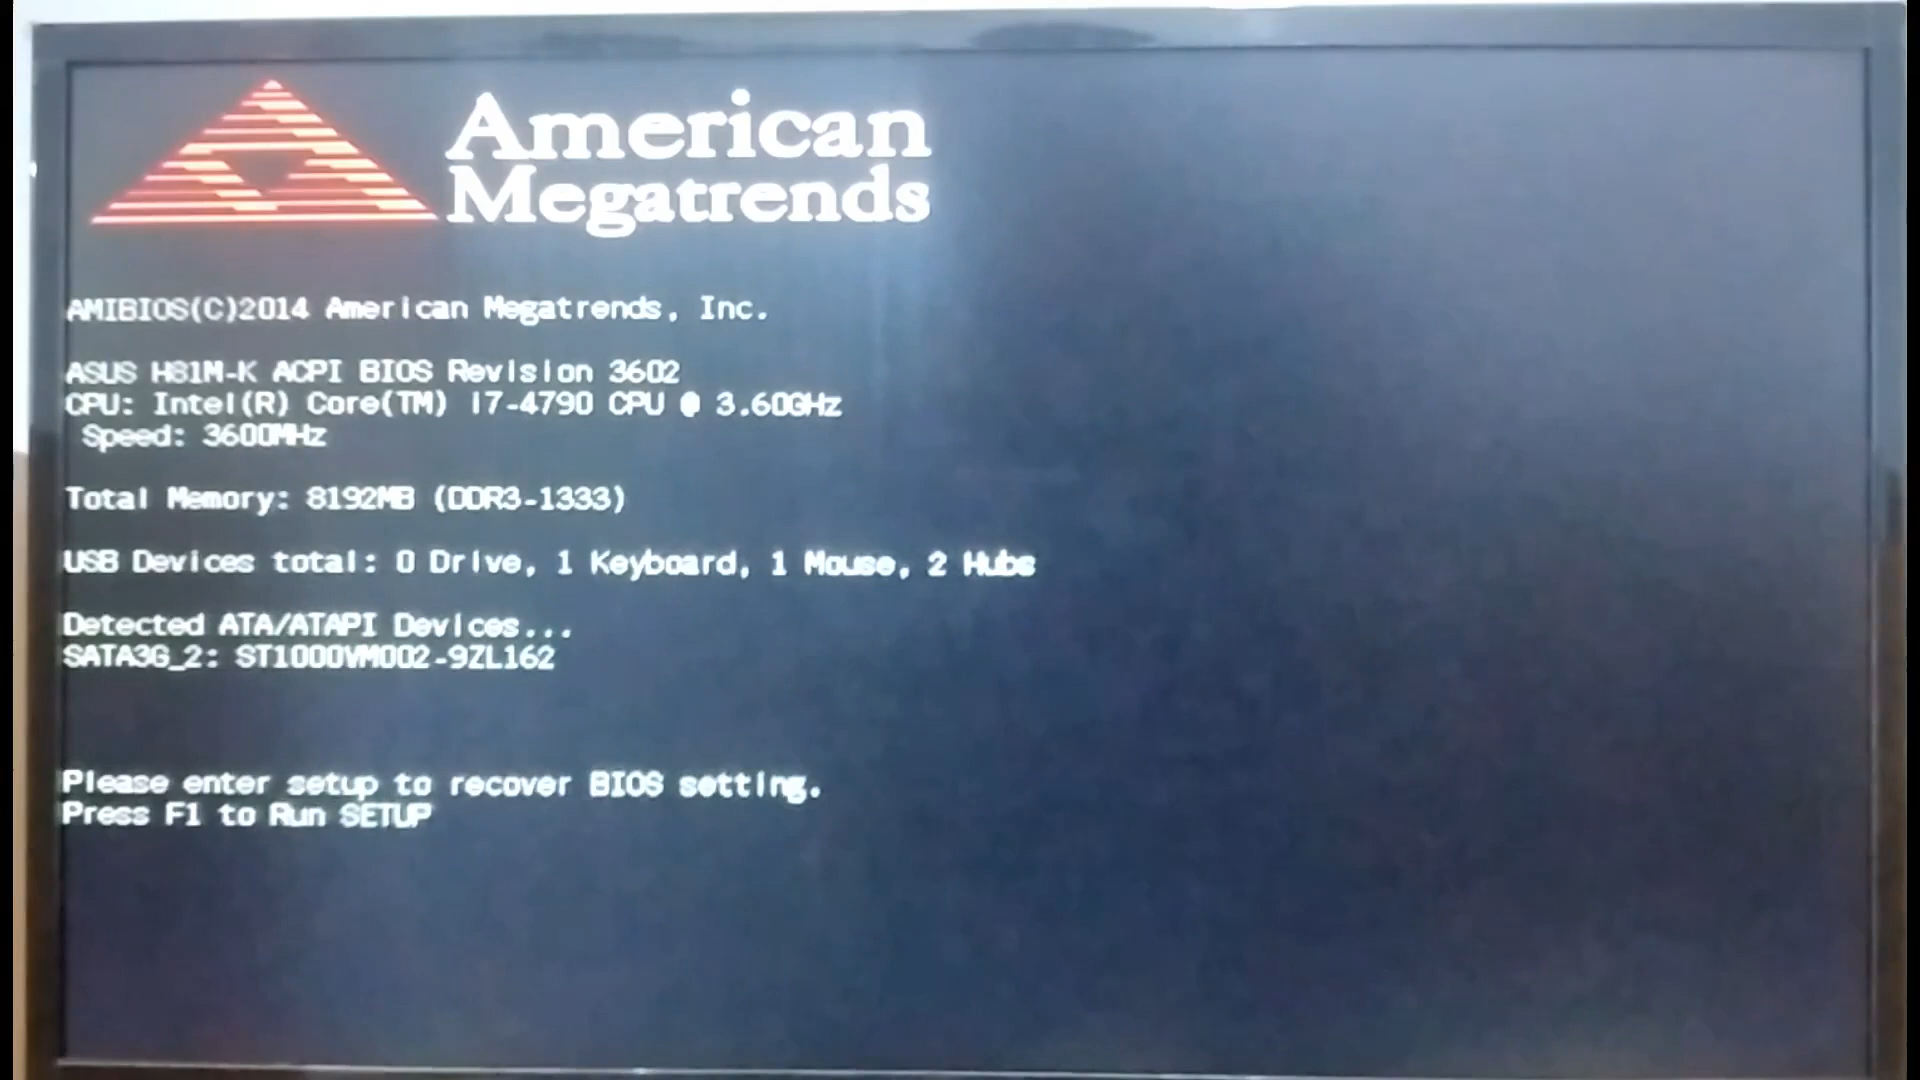 American
Megatrends
AMIBIOS(C)2014 American Megatrends, Inc.
ASUS H81M-K ACPI BIOS Revision 3602
CPU: Intel(R) Core(TM) i7-4790 CPU @ 3.60GHz
Speed: 3600MHz
Total Memory: 8192MB (DDR3-1333)
USB Devices total: 0 Drive, 1 Keyboard, 1 Mouse, 2 Hubs
Detected ATA/ATAPI Devices...
SATA3G_2: ST1000VM002-9ZL162
Please enter setup to recover BIOS setting.
Press F1 to Run SETUP